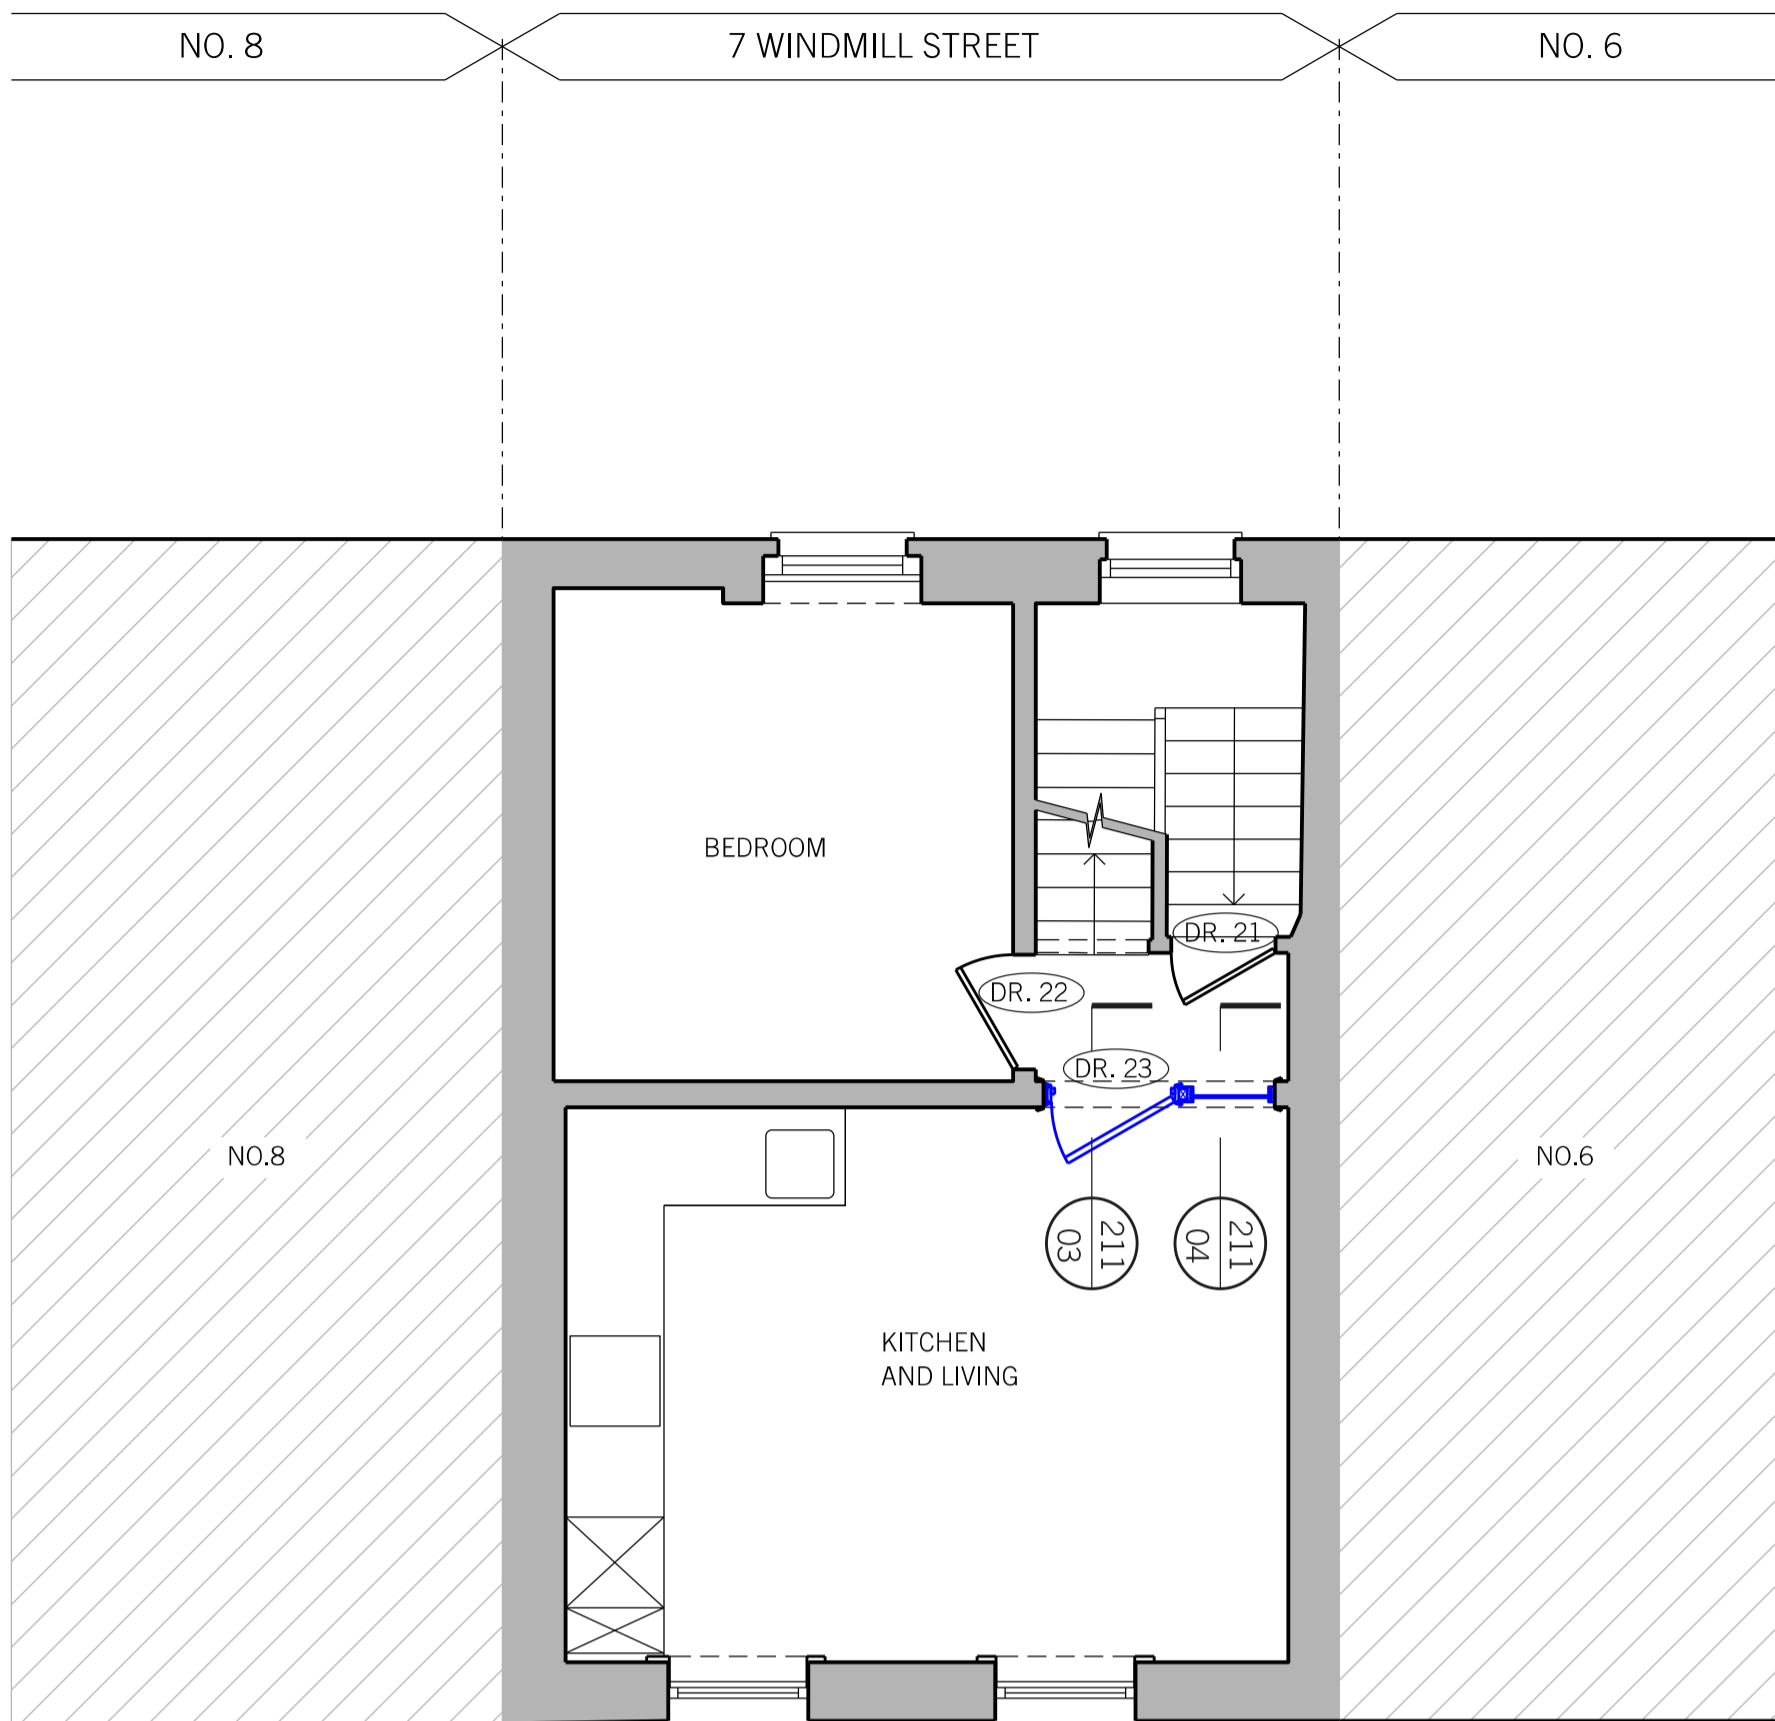 NO. 8
7 WINDMILL STREET
NO. 6
BEDROOM
DR. 21
DR. 22
DR. 23
NO.8
NO.6
211
03
211
04
KITCHEN
AND LIVING